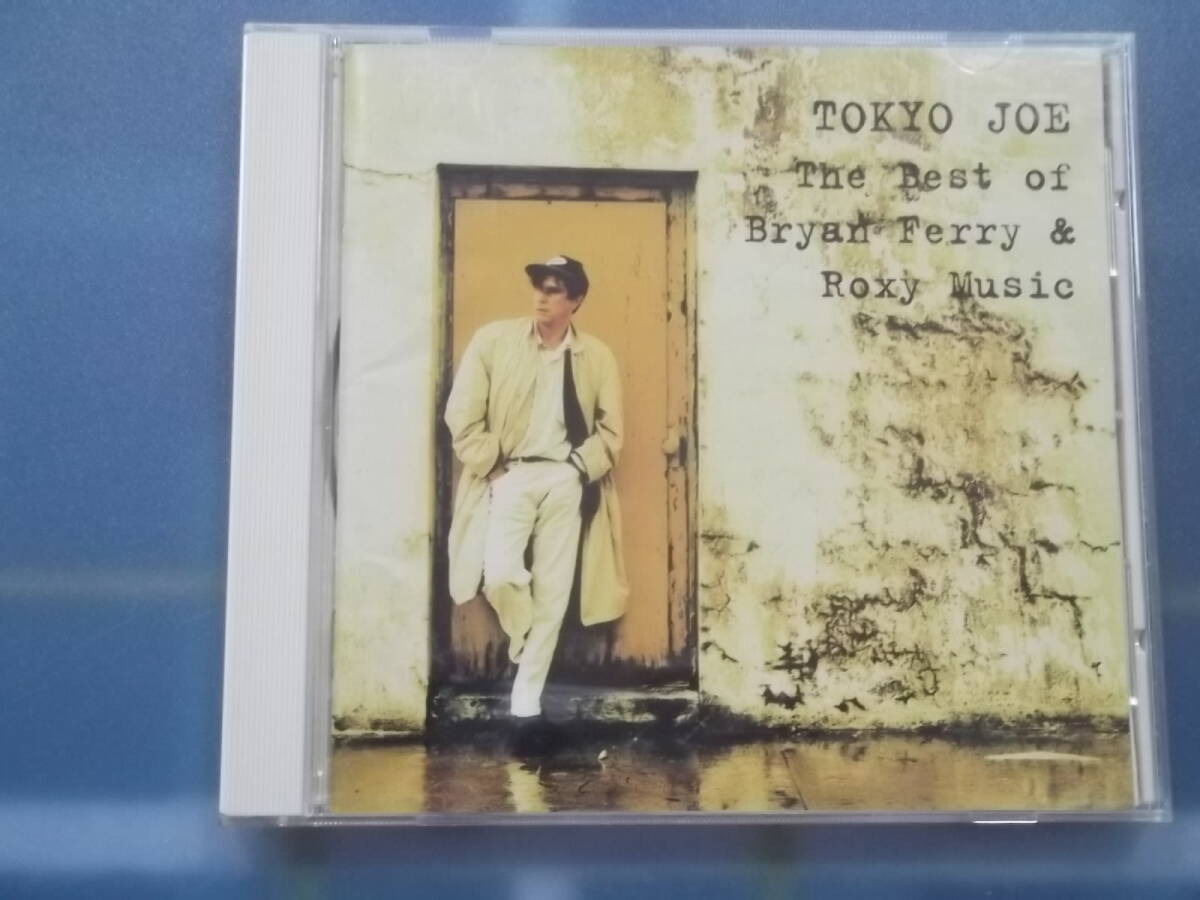 TOKYO JOE
The Best of
Bryan Ferry &
Roxy Music